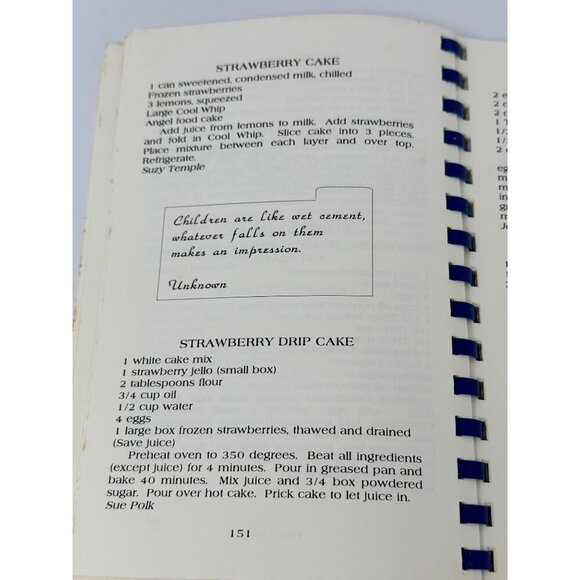 STRAWBERRY CAKE
1 can sweetened, condensed milk, chilled
Frozen strawberries
3 lemons, squeezed
Large Cool Whip
Angel food cake
Add juice from lemons to milk. Add strawberries
and fold in Cool Whip. Slice cake into 3 pieces.
Place mixture between each layer and over top.
Refrigerate.
Suzy Temple
Children are like wet cement,
whatever falls on them
makes an impression.
Unknown
STRAWBERRY DRIP CAKE
1 white cake mix
1 strawberry jello (small box)
2 tablespoons flour
3/4 cup oil
1/2 cup water
4 eggs
1 large box frozen strawberries, thawed and drained
(Save juice)
Preheat oven to 350 degrees. Beat all ingredients
(except juice) for 4 minutes. Pour in greased pan and
bake 40 minutes. Mix juice and 3/4 box powdered
sugar. Pour over hot cake. Prick cake to let juice in.
Sue Polk
151